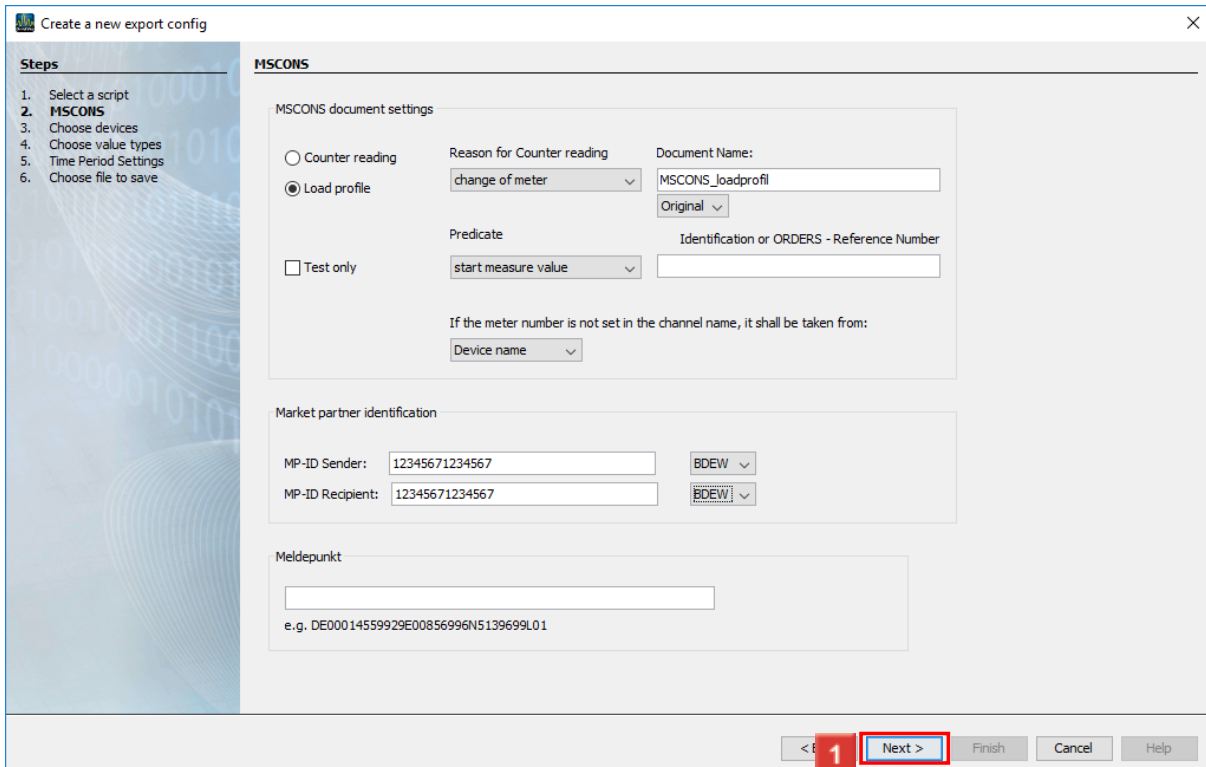 Create a new export config
Steps
1. Select a script
2. MSCONS
3. Choose devices
4. Choose value types
5. Time Period Settings
6. Choose file to save
MSCONS
MSCONS document settings
Counter reading
Load profile
Reason for Counter reading
change of meter
Document Name:
MSCONS_loadprofil
Original
Test only
Predicate
start measure value
Identification or ORDERS - Reference Number
If the meter number is not set in the channel name, it shall be taken from:
Device name
Market partner identification
MP-ID Sender: 12345671234567 BDEW
MP-ID Recipient: 12345671234567 BDEW
Meldepunkt
e.g. DE00014559929E00856996N5139699L01
< 1 Next > Finish Cancel Help